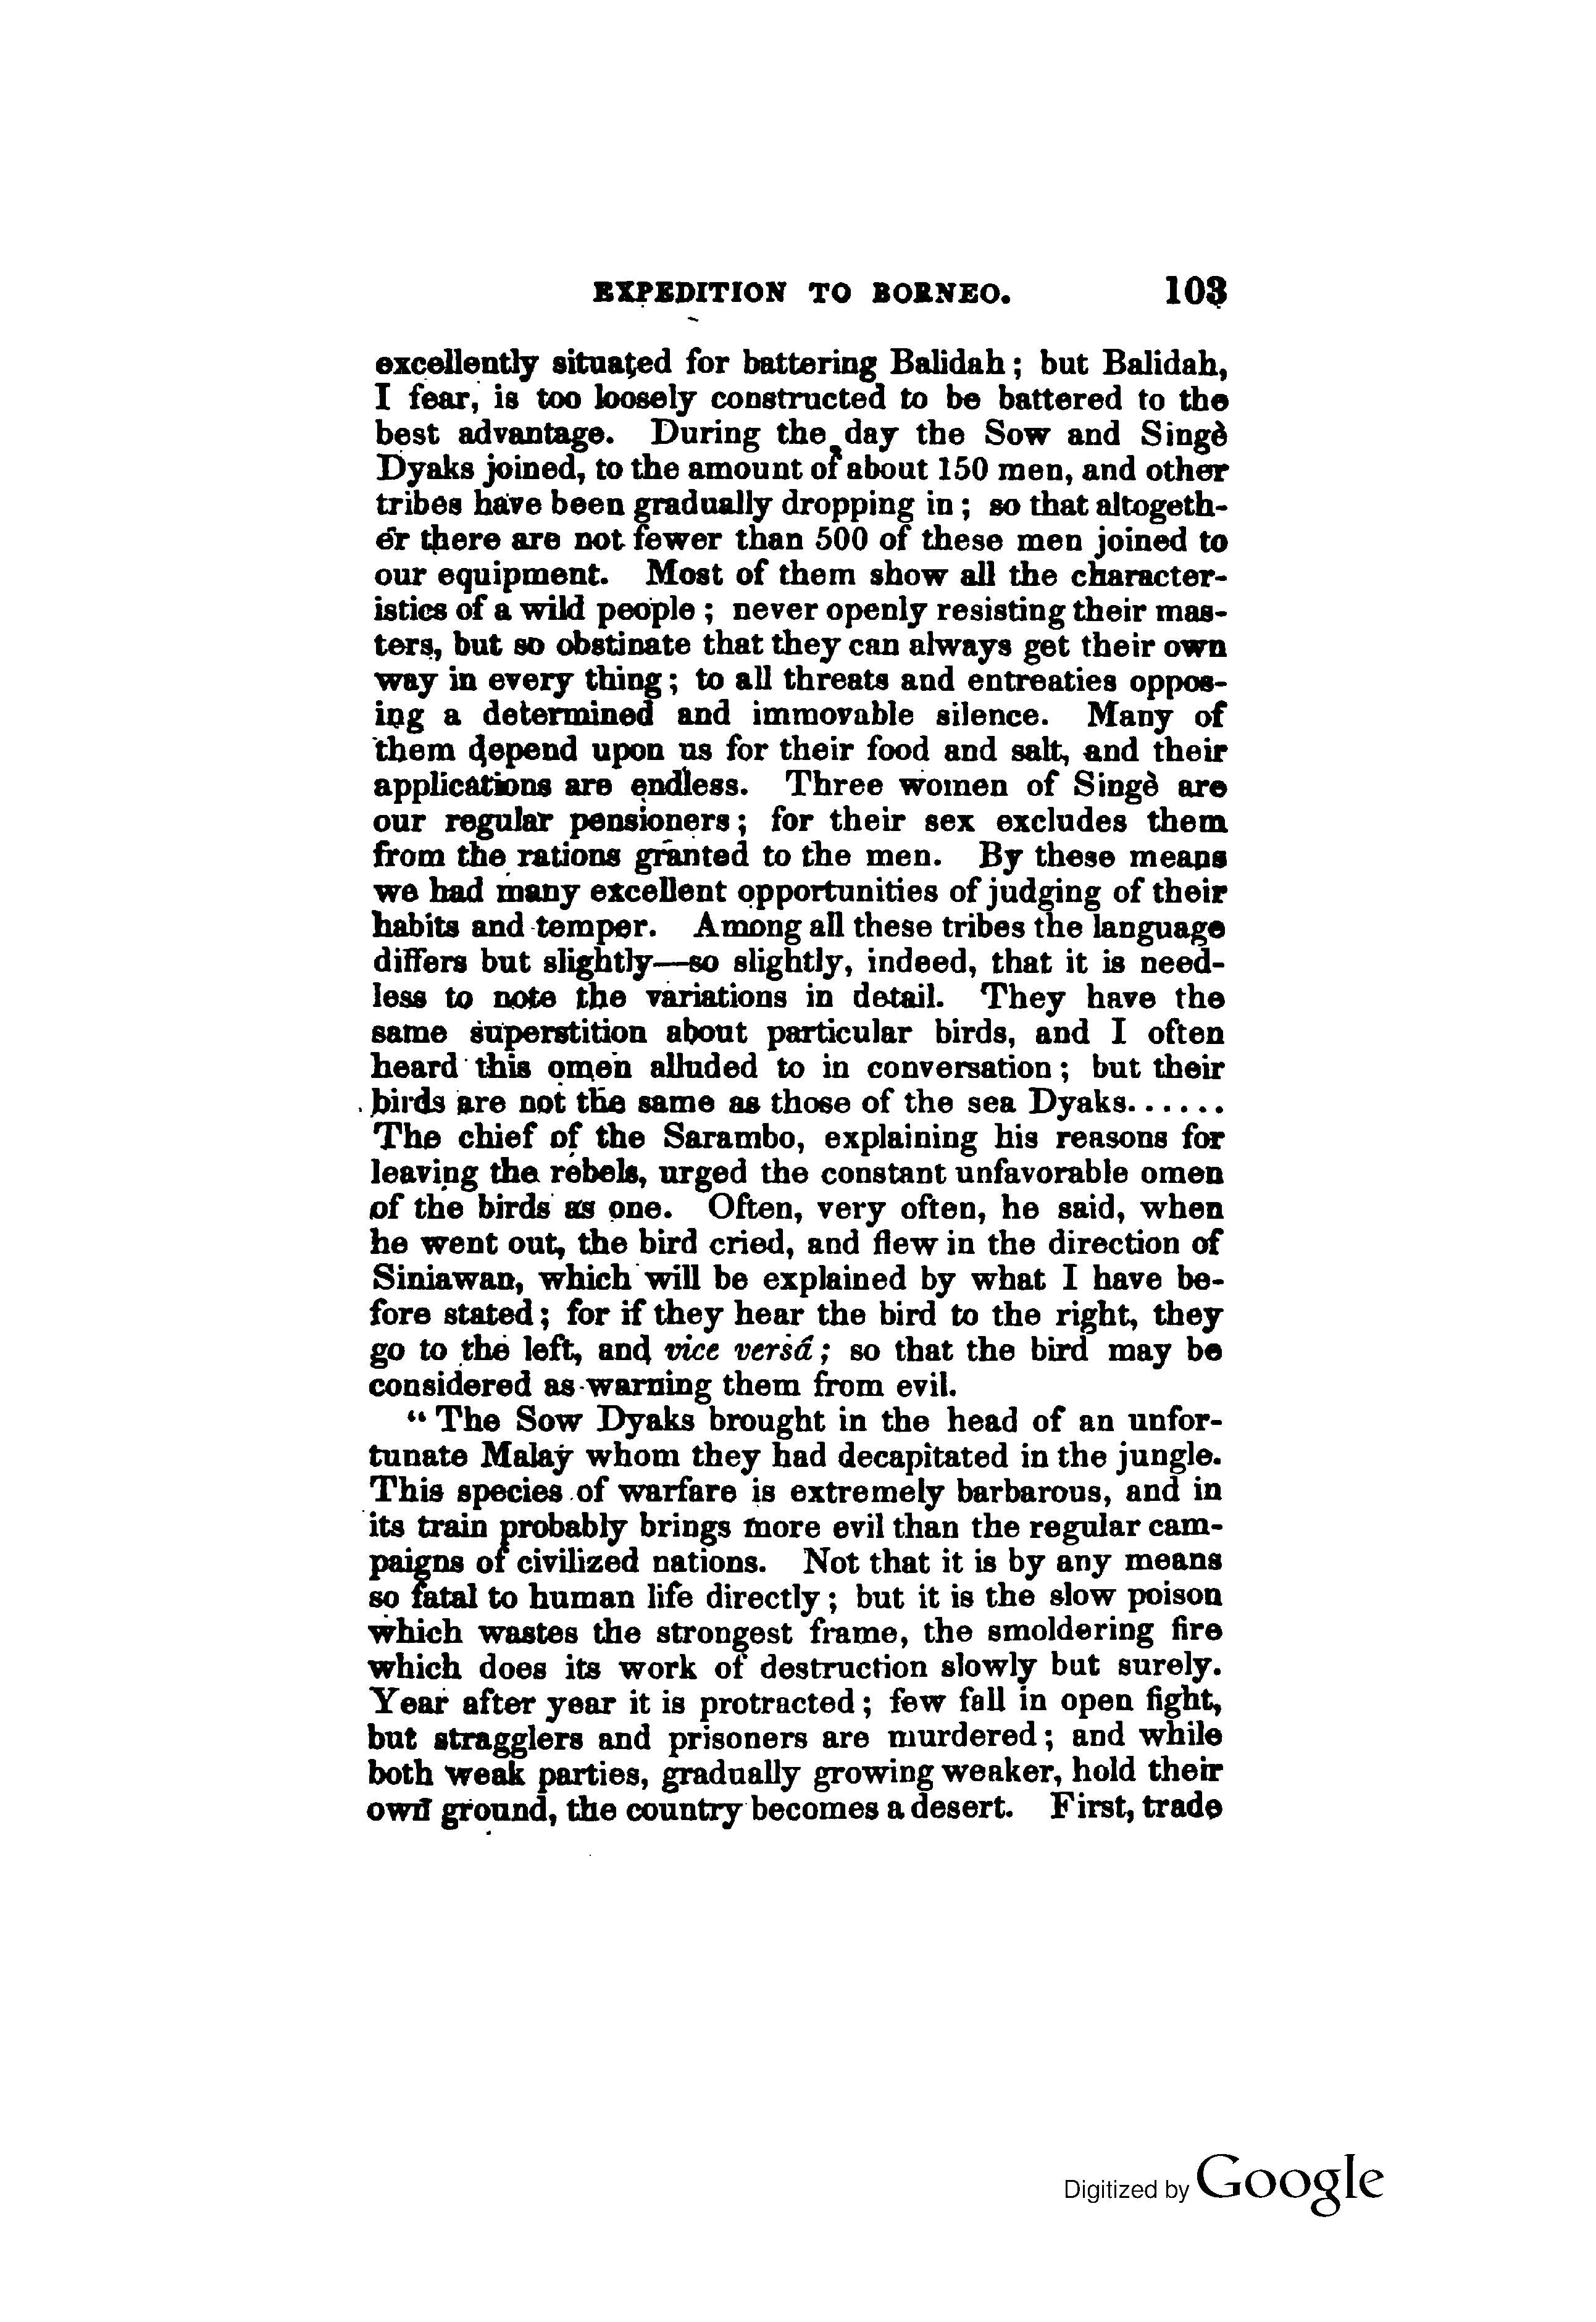 EXPEDITION TO BORNEO. 103
excellently situated for battering Balidah; but Balidah,
I fear, is too loosely constructed to be battered to the
best advantage. During the day the Sow and Singè
Dyaks joined, to the amount of about 150 men, and other
tribes have been gradually dropping in; so that altogeth-
er there are not fewer than 500 of these men joined to
our equipment. Most of them show all the character-
istics of a wild people; never openly resisting their mas-
ters, but so obstinate that they can always get their own
way in every thing; to all threats and entreaties oppos-
ing a determined and immovable silence. Many of
them depend upon us for their food and salt, and their
applications are endless. Three women of Singè are
our regular pensioners; for their sex excludes them
from the rations granted to the men. By these means
we had many excellent opportunities of judging of their
habits and temper. Among all these tribes the language
differs but slightly—so slightly, indeed, that it is need-
less to note the variations in detail. They have the
same superstition about particular birds, and I often
heard this omen alluded to in conversation; but their
birds are not the same as those of the sea Dyaks......
The chief of the Sarambo, explaining his reasons for
leaving the rebels, urged the constant unfavorable omen
of the birds as one. Often, very often, he said, when
he went out, the bird cried, and flew in the direction of
Siniawan, which will be explained by what I have be-
fore stated; for if they hear the bird to the right, they
go to the left, and vice versâ; so that the bird may be
considered as warning them from evil.
“The Sow Dyaks brought in the head of an unfor-
tunate Malay whom they had decapitated in the jungle.
This species of warfare is extremely barbarous, and in
its train probably brings more evil than the regular cam-
paigns of civilized nations. Not that it is by any means
so fatal to human life directly; but it is the slow poison
which wastes the strongest frame, the smoldering fire
which does its work of destruction slowly but surely.
Year after year it is protracted; few fall in open fight,
but stragglers and prisoners are murdered; and while
both weak parties, gradually growing weaker, hold their
own ground, the country becomes a desert. First, trade
Digitized by Google